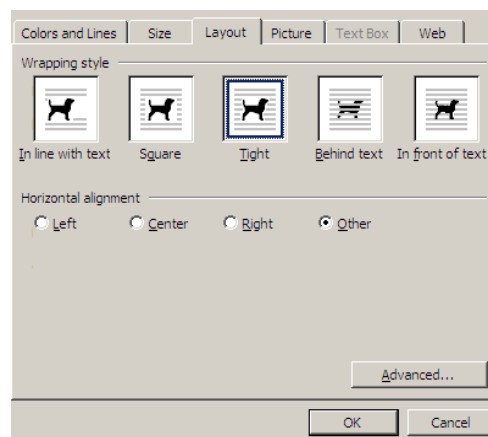 Colors and Lines Size Layout Picture Text Box Web
Wrapping style
In line with text Square Tight Behind text In front of text
Horizontal alignment
Left Center Right Other
Advanced...
OK Cancel